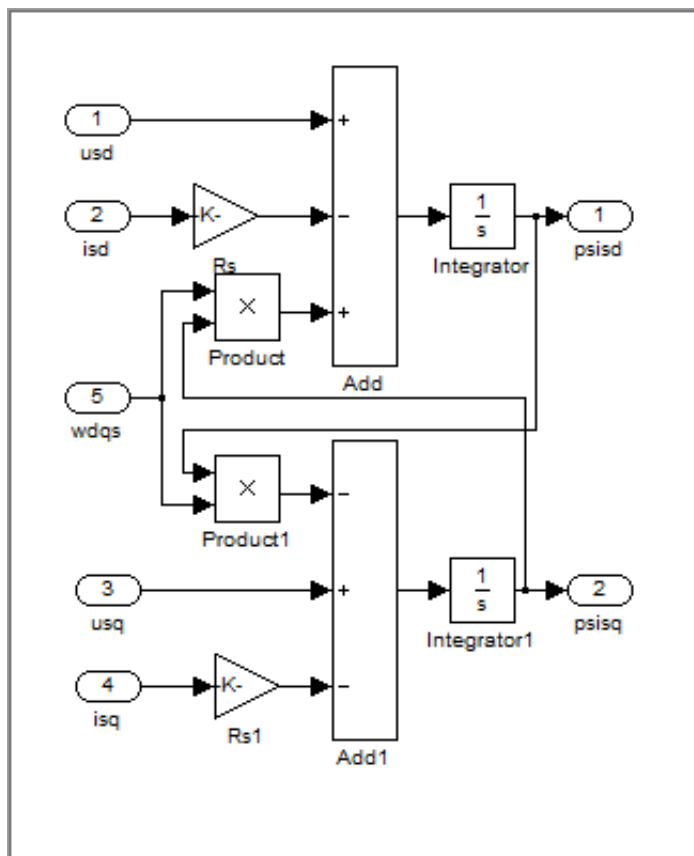 1
usd
+
2
isd
-K-
Rs
−
1
s
Integrator
1
psisd
×
Product
+
Add
5
wdqs
×
Product1
−
3
usq
+
1
s
Integrator1
2
psisq
4
isq
-K-
Rs1
−
Add1